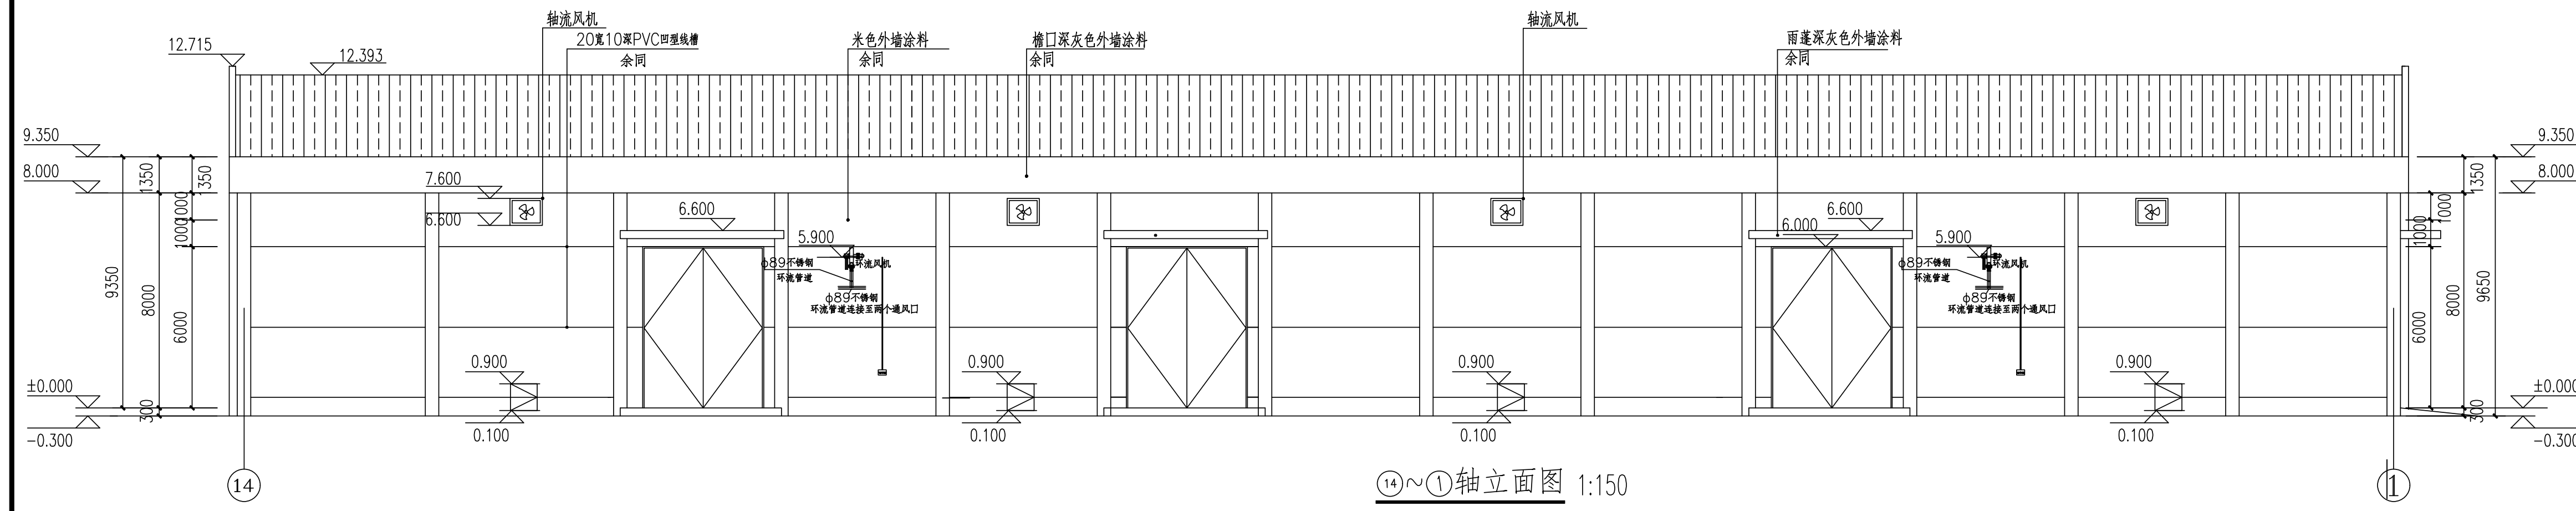 轴流风机
轴流风机
20宽10深PVC凹型线槽
余同
米色外墙涂料
余同
檐口深灰色外墙涂料
余同
雨蓬深灰色外墙涂料
余同
12.715
12.393
9.350
8.000
1350
1350
1000
1000
9350
8000
6000
300
±0.000
-0.300
7.600
6.600
6.600
5.900
ϕ89不锈钢
环流管道
环流风机
ϕ89不锈钢
环流管道连接至两个通风口
6.600
6.000
5.900
ϕ89不锈钢
环流管道
环流风机
ϕ89不锈钢
环流管道连接至两个通风口
0.900
0.100
0.900
0.100
0.900
0.100
0.900
0.100
9.350
8.000
1350
1000
1000
9650
8000
6000
300
±0.000
-0.300
14
1
14~1轴立面图 1:150